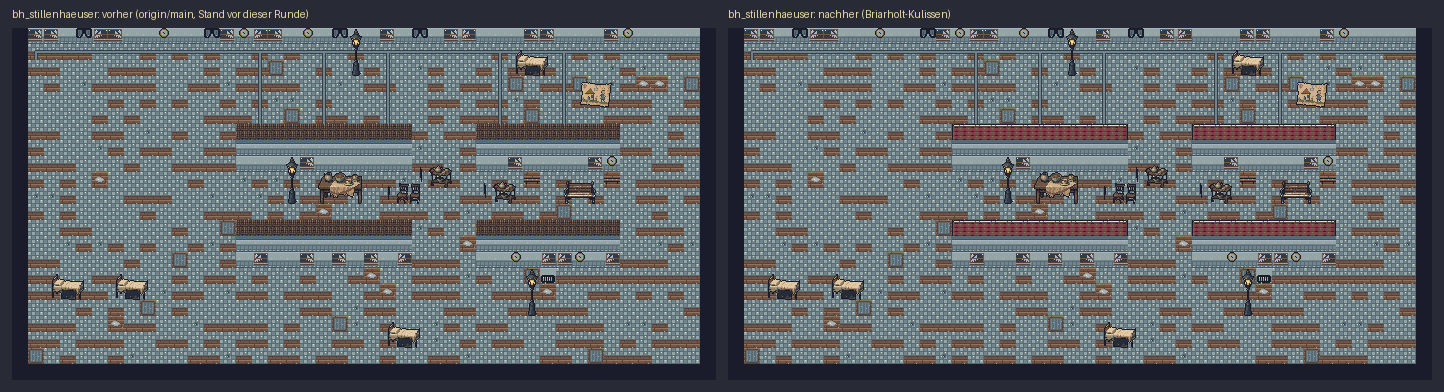 bh_stillenhaeuser: vorher (origin/main, Stand vor dieser Runde)
bh_stillenhaeuser: nachher (Briarholt-Kulissen)